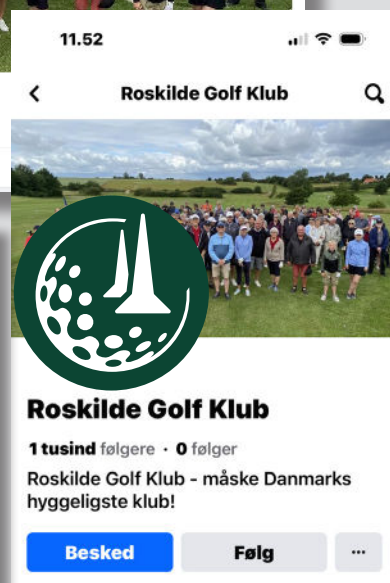 11.52
Roskilde Golf Klub
Roskilde Golf Klub
1 tusind følgere · 0 følger
Roskilde Golf Klub - måske Danmarks
hyggeligste klub!
Besked Følg ...